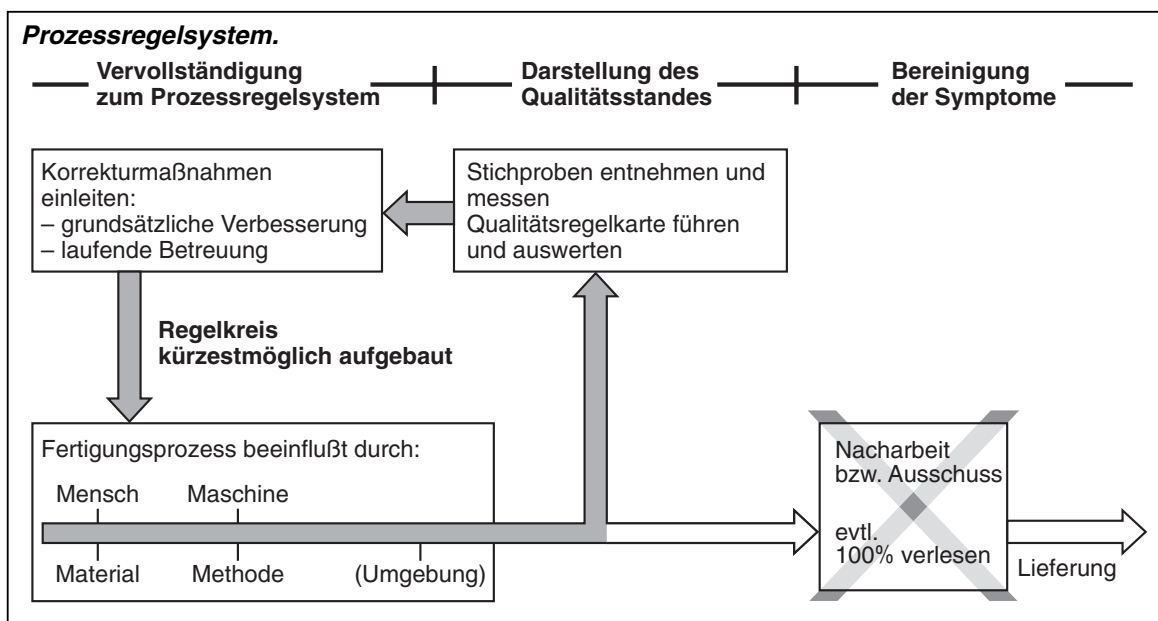 Prozessregelsystem.
Vervollständigung
zum Prozessregelsystem
Darstellung des
Qualitätsstandes
Bereinigung
der Symptome
Korrekturmaßnahmen
einleiten:
– grundsätzliche Verbesserung
– laufende Betreuung
Stichproben entnehmen und
messen
Qualitätsregelkarte führen
und auswerten
Regelkreis
kürzestmöglich aufgebaut
Fertigungsprozess beeinflußt durch:
Mensch
Maschine
Material
Methode
(Umgebung)
Nacharbeit
bzw. Ausschuss
evtl.
100% verlesen
Lieferung